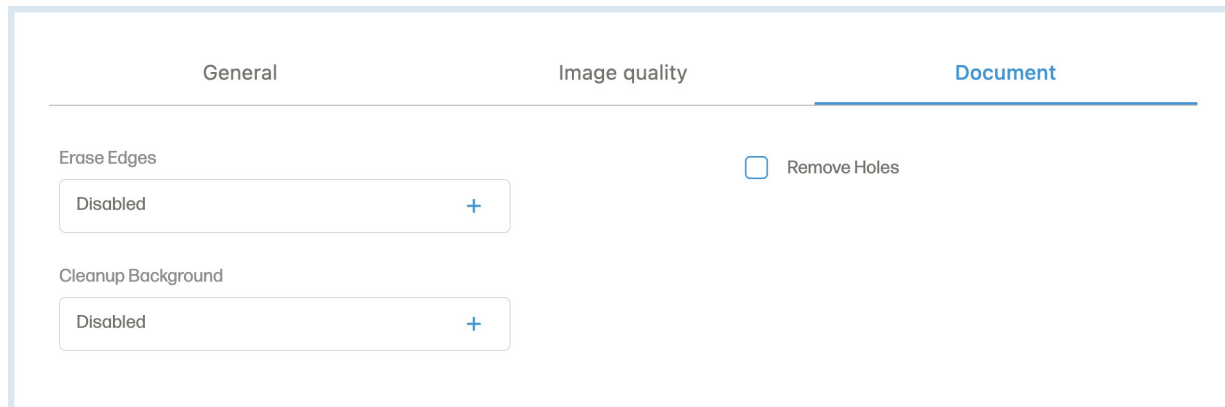 General
Image quality
Document
Erase Edges
Disabled
+
Remove Holes
Cleanup Background
Disabled
+